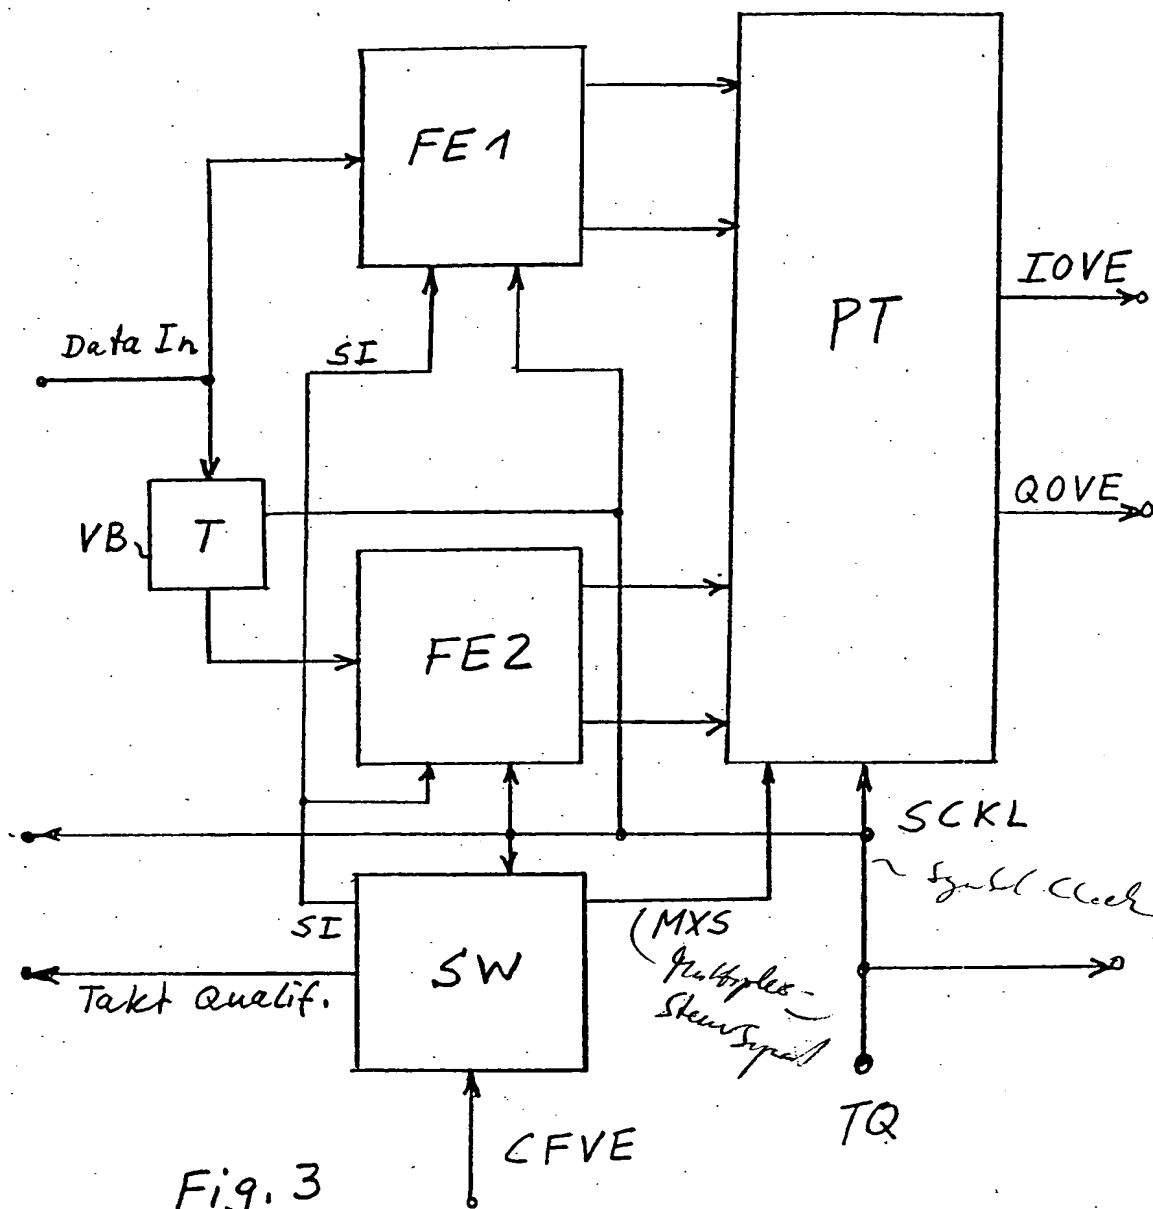 FE1
PT
IOVE
Data In
SI
QOVE
VB
T
FE2
SCKL
Symbol Clock
SI
MXS
Multiplex-
Steuersignal
SW
Takt Qualif.
TQ
CFVE
Fig. 3